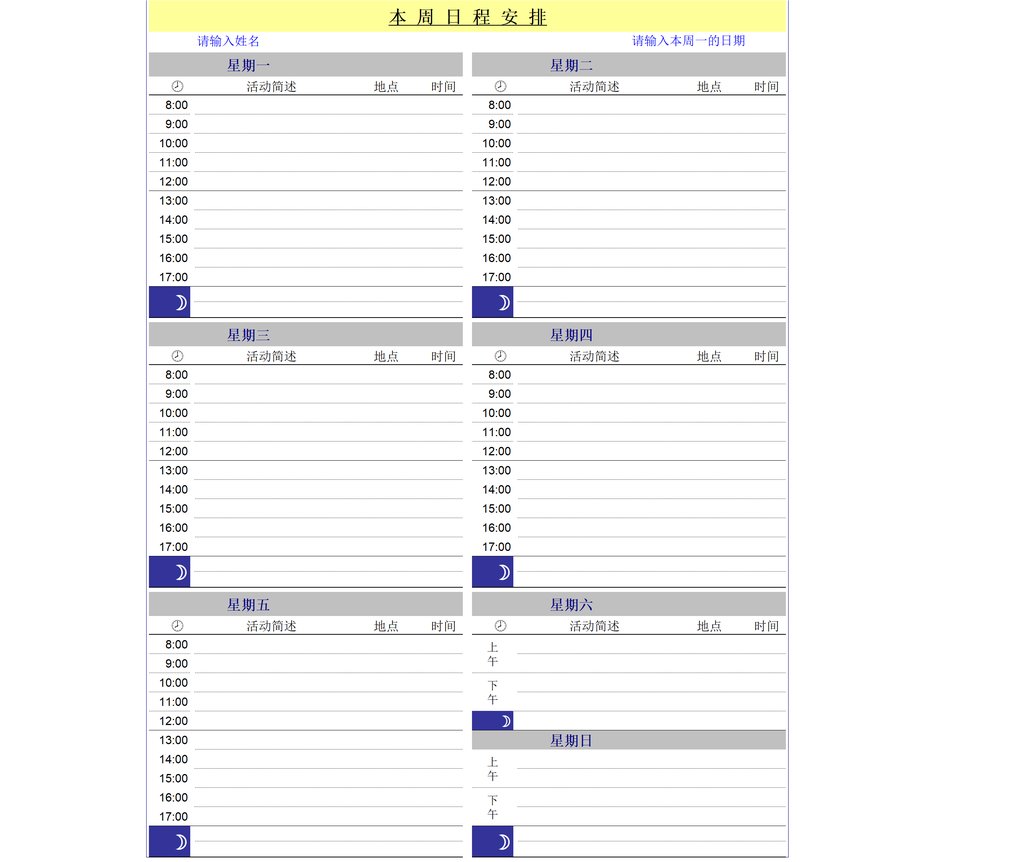 本 周 日 程 安 排
请输入姓名
请输入本周一的日期
星期一
活动简述 地点 时间
8:00
9:00
10:00
11:00
12:00
13:00
14:00
15:00
16:00
17:00
星期二
活动简述 地点 时间
8:00
9:00
10:00
11:00
12:00
13:00
14:00
15:00
16:00
17:00
星期三
活动简述 地点 时间
8:00
9:00
10:00
11:00
12:00
13:00
14:00
15:00
16:00
17:00
星期四
活动简述 地点 时间
8:00
9:00
10:00
11:00
12:00
13:00
14:00
15:00
16:00
17:00
星期五
活动简述 地点 时间
8:00
9:00
10:00
11:00
12:00
13:00
14:00
15:00
16:00
17:00
星期六
活动简述 地点 时间
上
午
下
午
星期日
上
午
下
午